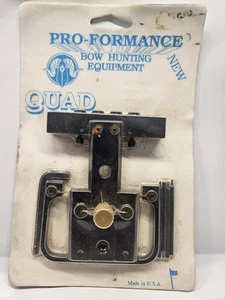 PRO-FORMANCE
BOW HUNTING
EQUIPMENT
NEW
QUAD
Made in U.S.A.